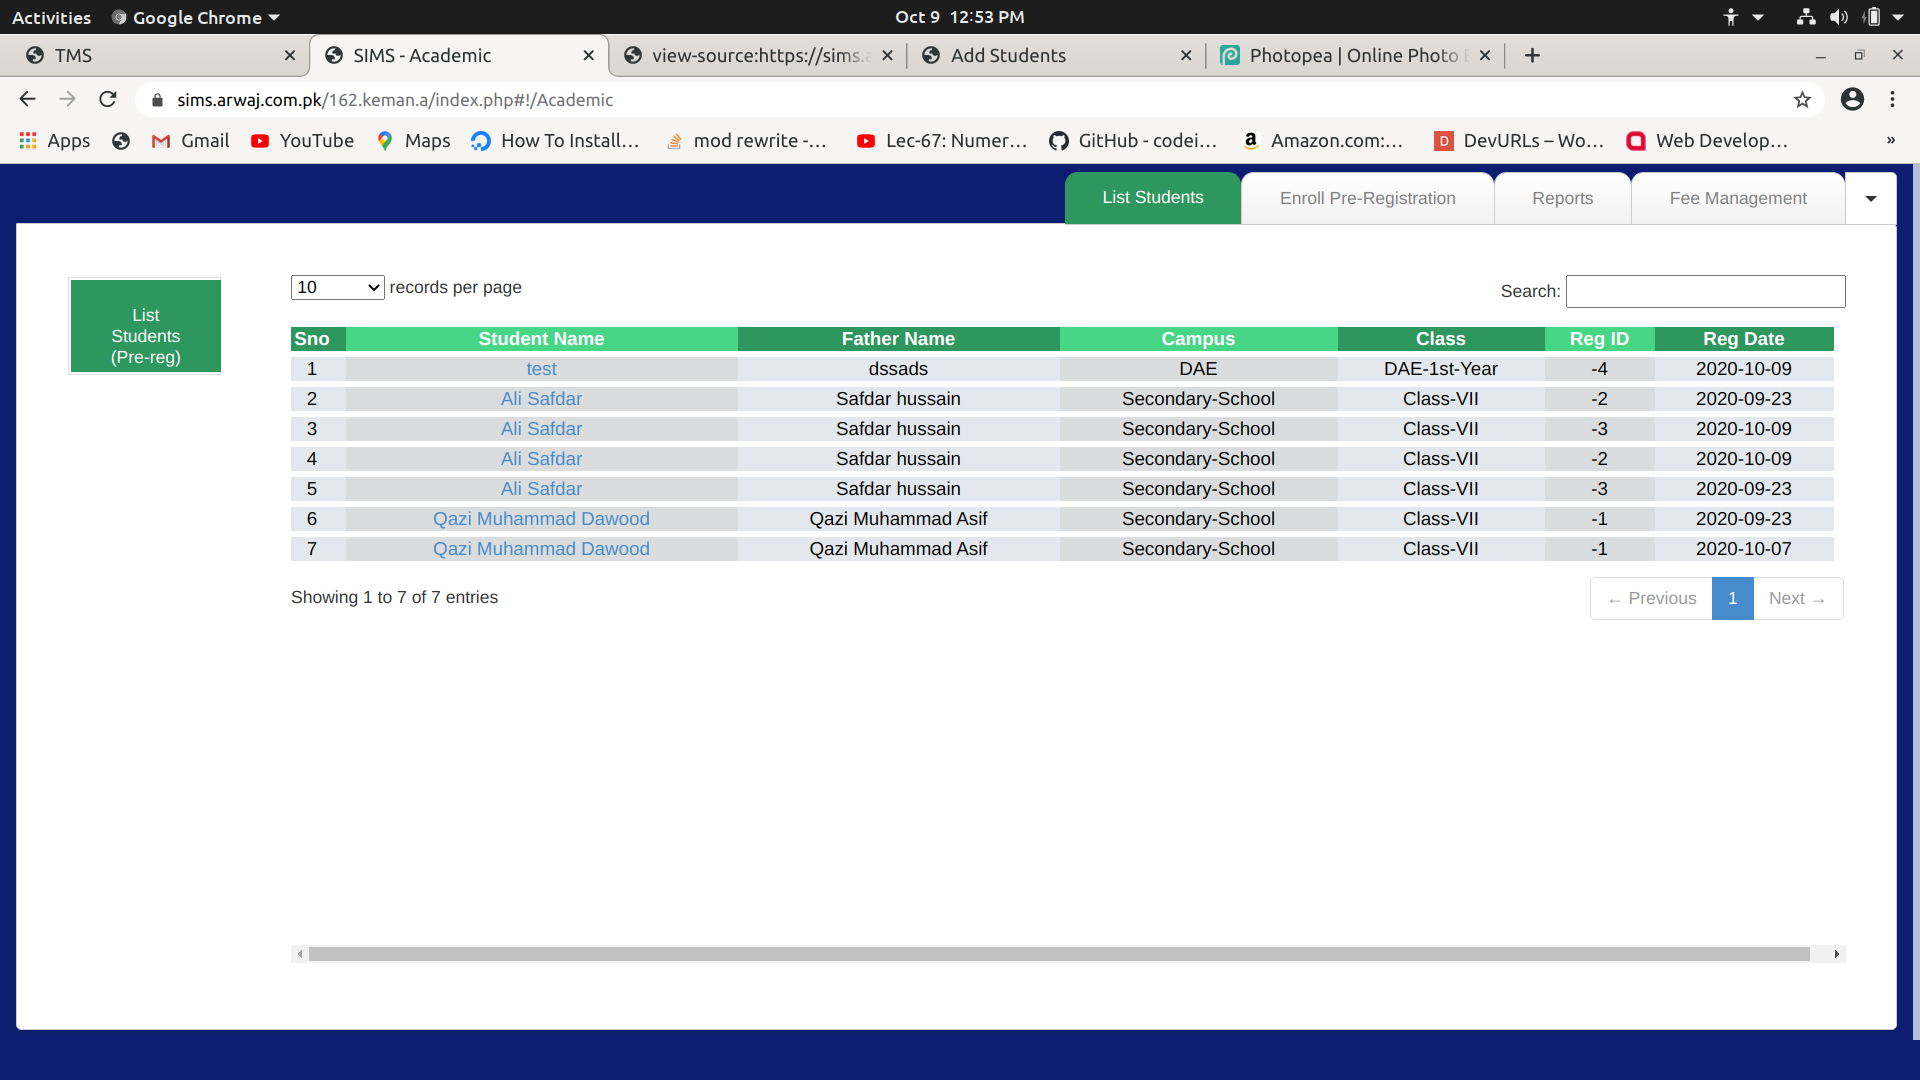 Activities Google Chrome Oct 9 12:53 PM
TMS SIMS - Academic view-source:https://sims.a Add Students Photopea | Online Photo E
sims.arwaj.com.pk/162.keman.a/index.php#!/Academic
Apps Gmail YouTube Maps How To Install... mod rewrite -... Lec-67: Numer... GitHub - codei... Amazon.com:... DevURLs – Wo... Web Develop... »
List Students Enroll Pre-Registration Reports Fee Management
List
Students
(Pre-reg)
10 records per page Search:
Sno Student Name Father Name Campus Class Reg ID Reg Date
1 test dssads DAE DAE-1st-Year -4 2020-10-09
2 Ali Safdar Safdar hussain Secondary-School Class-VII -2 2020-09-23
3 Ali Safdar Safdar hussain Secondary-School Class-VII -3 2020-10-09
4 Ali Safdar Safdar hussain Secondary-School Class-VII -2 2020-10-09
5 Ali Safdar Safdar hussain Secondary-School Class-VII -3 2020-09-23
6 Qazi Muhammad Dawood Qazi Muhammad Asif Secondary-School Class-VII -1 2020-09-23
7 Qazi Muhammad Dawood Qazi Muhammad Asif Secondary-School Class-VII -1 2020-10-07
Showing 1 to 7 of 7 entries ← Previous 1 Next →